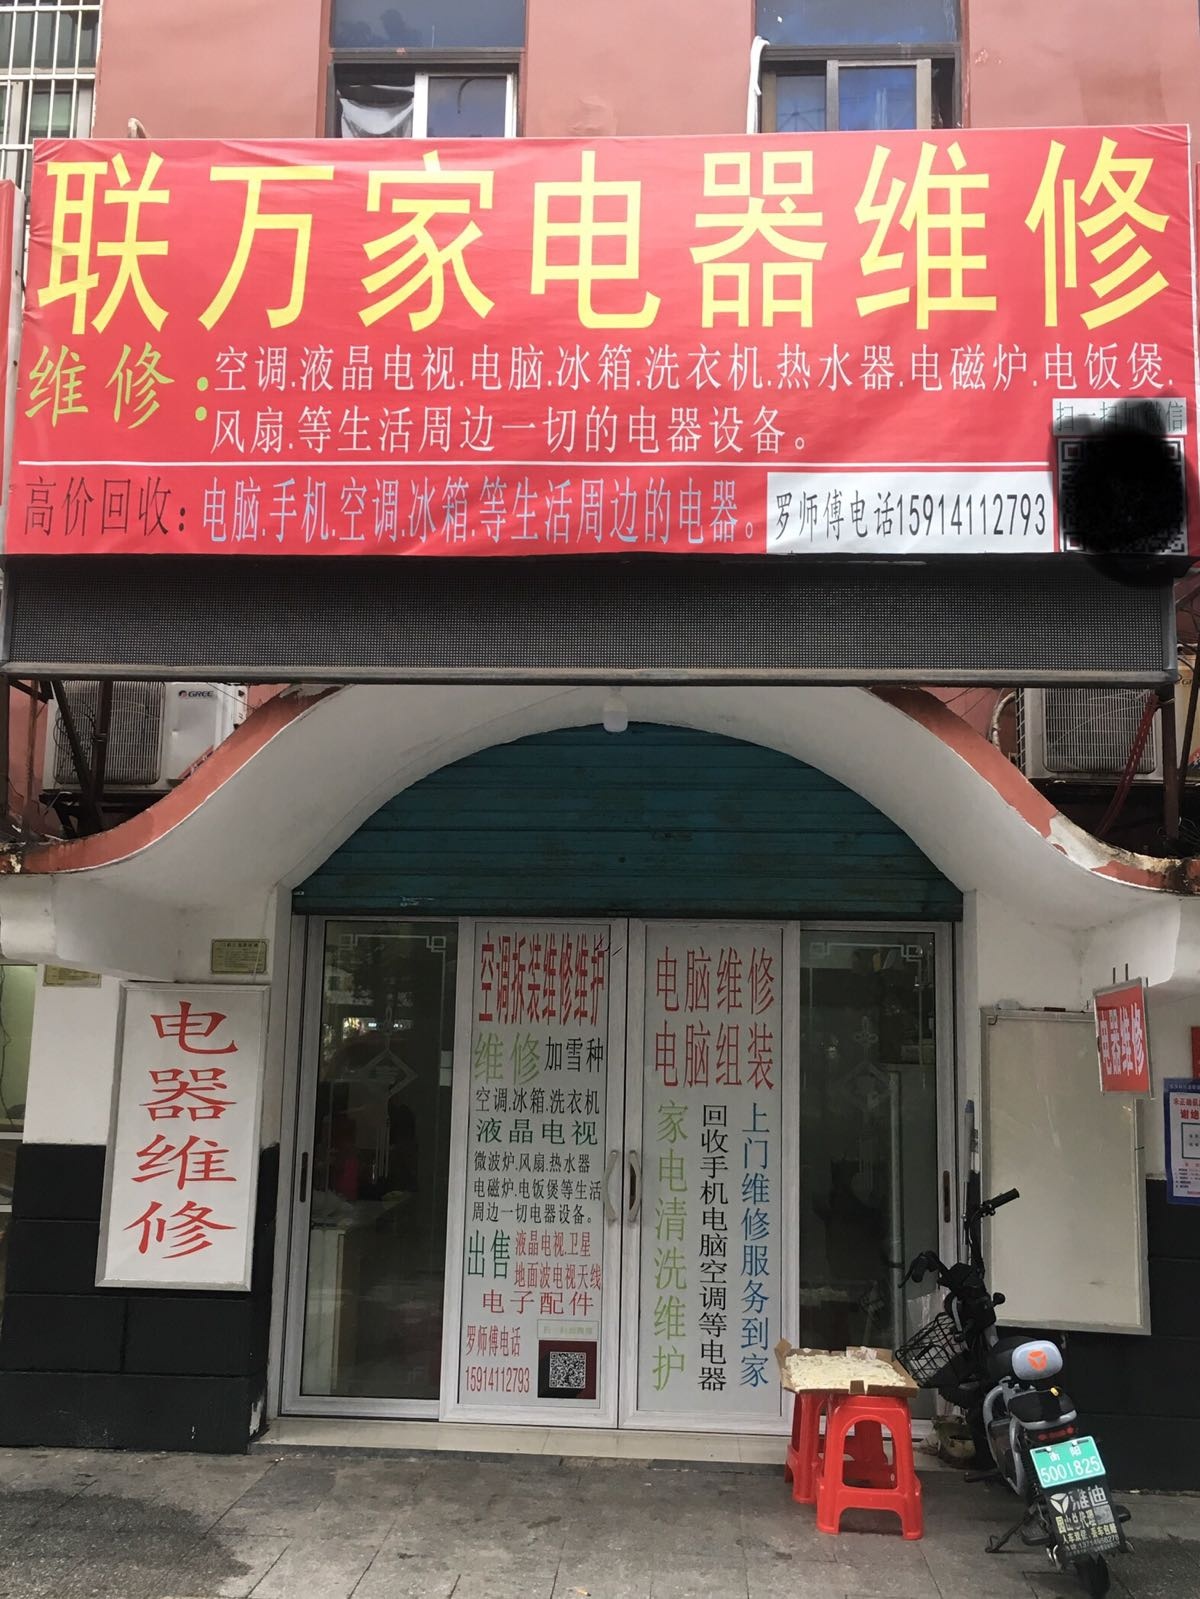 联万家电器维修
维修：
空调.液晶电视.电脑.冰箱.洗衣机.热水器.电磁炉.电饭煲.
风扇.等生活周边一切的电器设备。
高价回收：电脑.手机.空调.冰箱.等生活周边的电器。
罗师傅电话15914112793
扫一扫加微信
GREE
电器维修
空调拆装维修维护
维修加雪种
空调.冰箱.洗衣机
液晶电视
微波炉.风扇.热水器
电磁炉.电饭煲等生活
周边一切电器设备。
出售
液晶电视.卫星
地面波电视天线
电子配件
罗师傅电话
15914112793
电脑维修
电脑组装
上门维修服务到家
回收手机电脑空调等电器
家电清洗维护
电器维修
5001825
雅迪